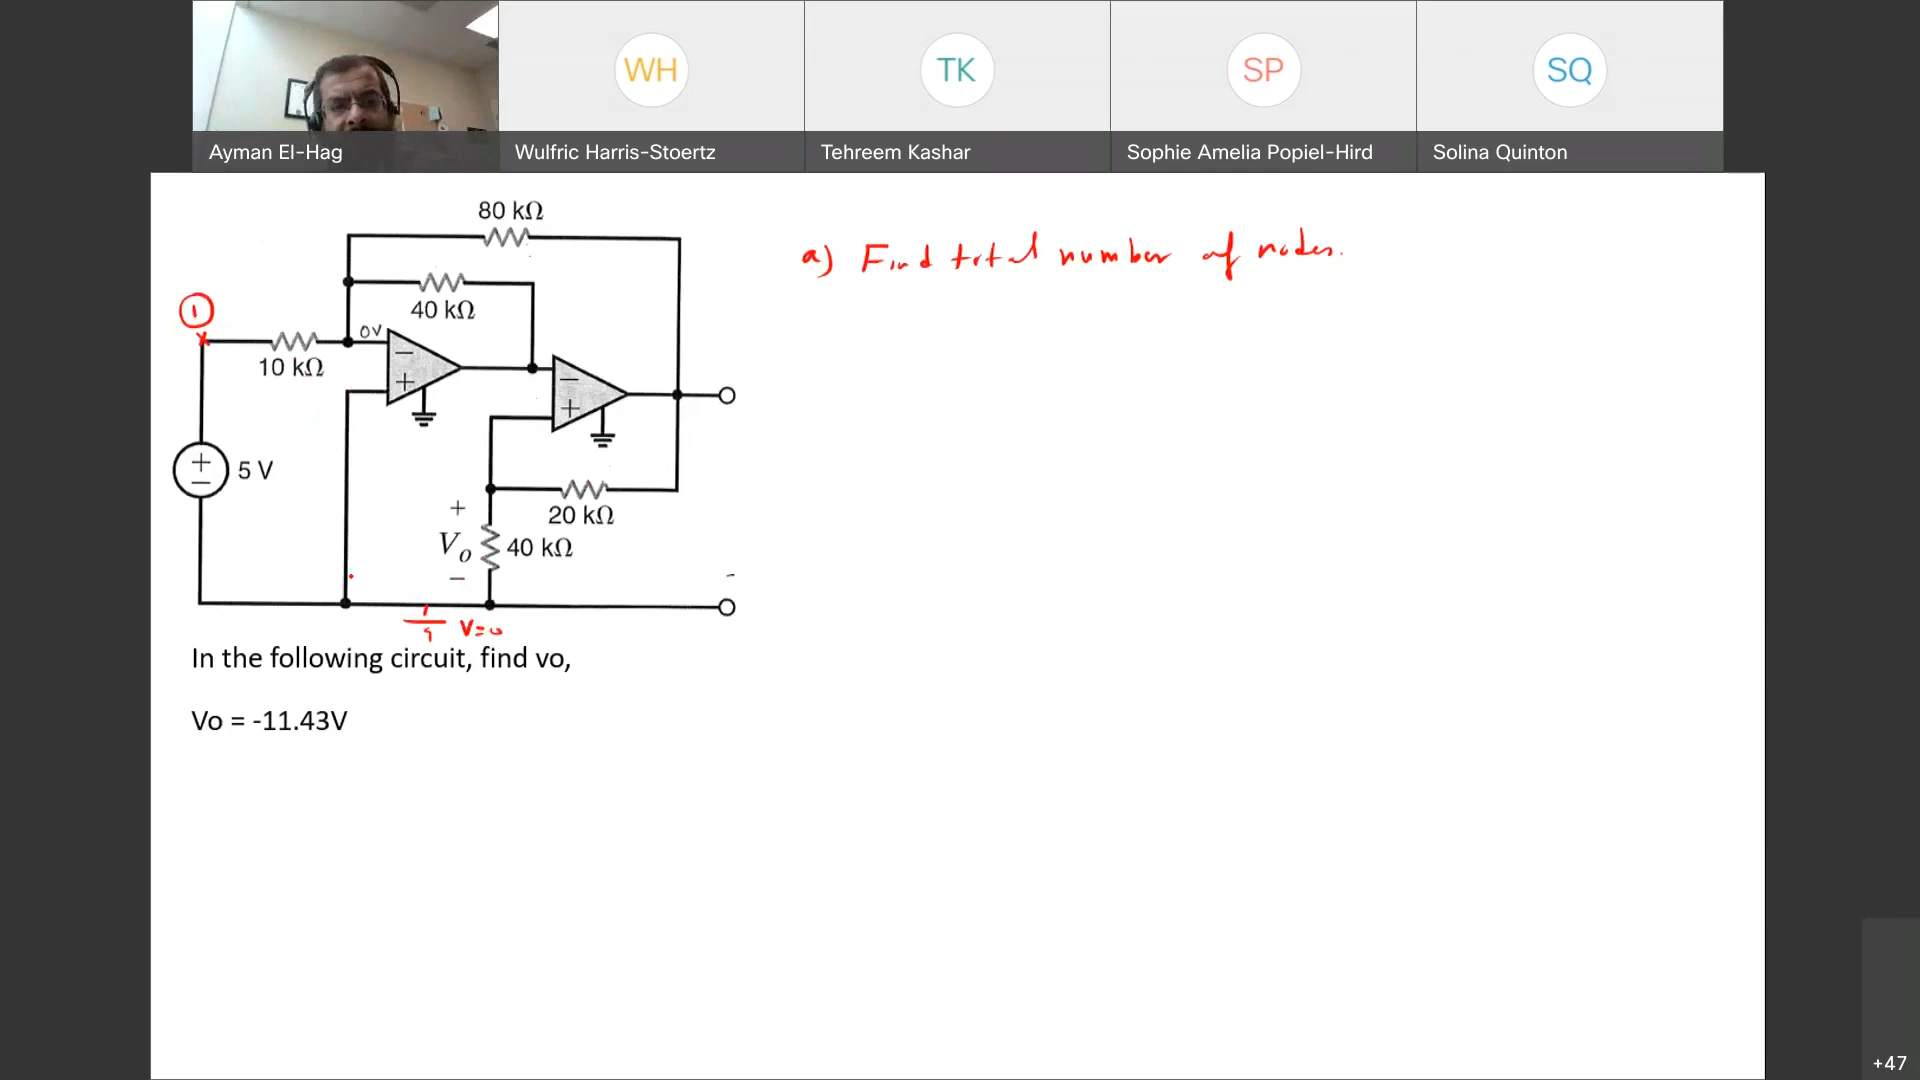 WH
TK
SP
SQ
Ayman El-Hag
Wulfric Harris-Stoertz
Tehreem Kashar
Sophie Amelia Popiel-Hird
Solina Quinton
80 kΩ
a) Find total number of nodes.
40 kΩ
1
0V
10 kΩ
−
+
−
+
+
−
5 V
+
20 kΩ
Vo
40 kΩ
−
-
V=0
In the following circuit, find vo,
Vo = -11.43V
+47